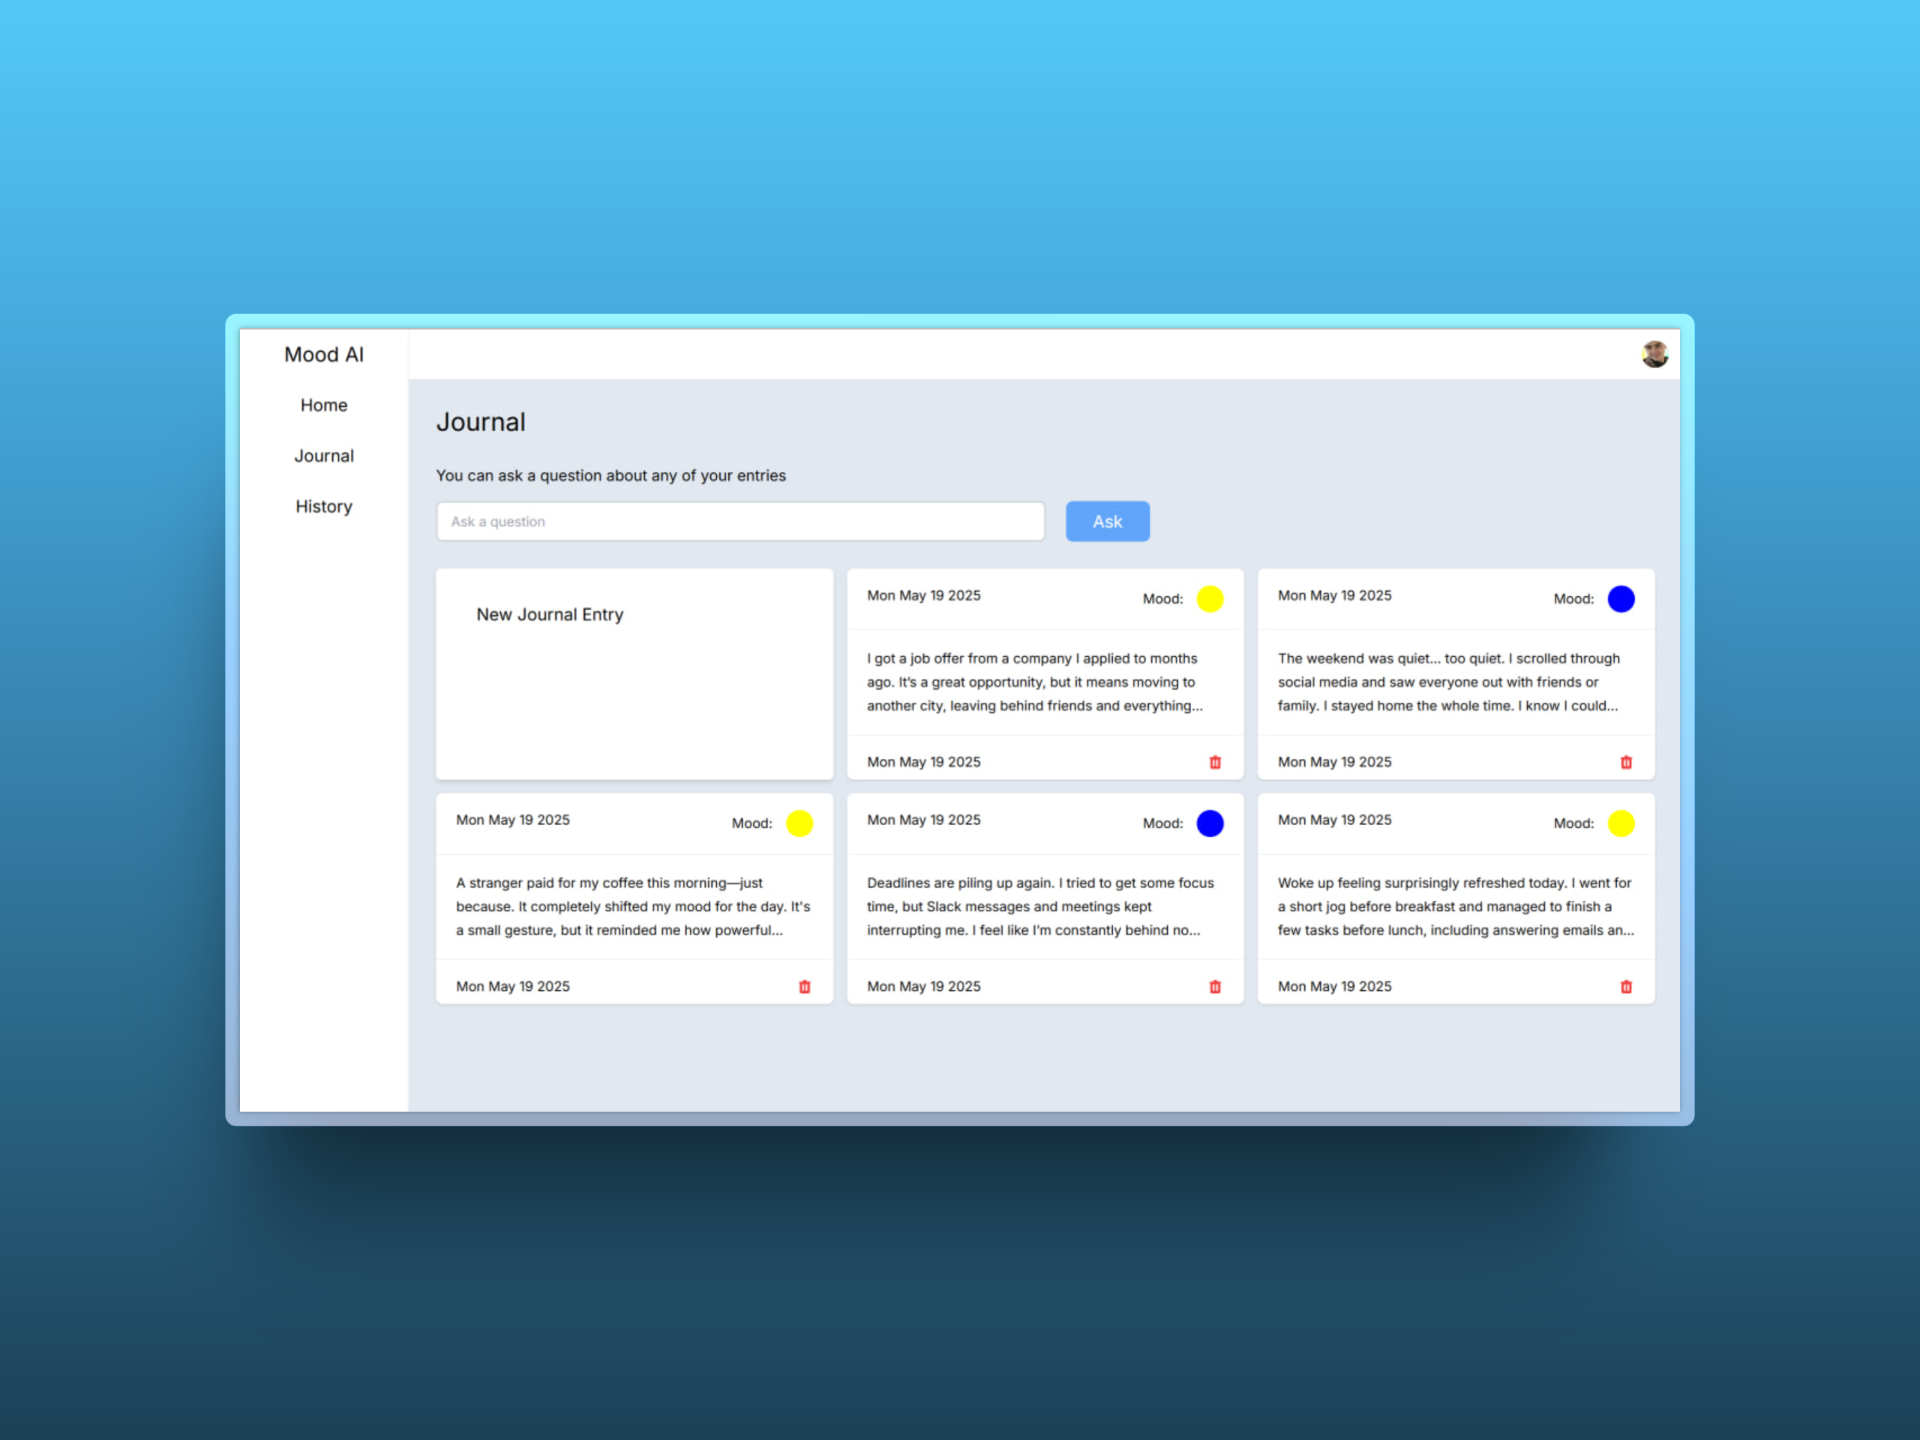 Mood AI
Home
Journal
History
Journal
You can ask a question about any of your entries
Ask a question
Ask
New Journal Entry
Mon May 19 2025
Mood:
I got a job offer from a company I applied to months
ago. It's a great opportunity, but it means moving to
another city, leaving behind friends and everything...
Mon May 19 2025
Mon May 19 2025
Mood:
The weekend was quiet... too quiet. I scrolled through
social media and saw everyone out with friends or
family. I stayed home the whole time. I know I could...
Mon May 19 2025
Mon May 19 2025
Mood:
A stranger paid for my coffee this morning—just
because. It completely shifted my mood for the day. It's
a small gesture, but it reminded me how powerful...
Mon May 19 2025
Mon May 19 2025
Mood:
Deadlines are piling up again. I tried to get some focus
time, but Slack messages and meetings kept
interrupting me. I feel like I'm constantly behind no...
Mon May 19 2025
Mon May 19 2025
Mood:
Woke up feeling surprisingly refreshed today. I went for
a short jog before breakfast and managed to finish a
few tasks before lunch, including answering emails an...
Mon May 19 2025